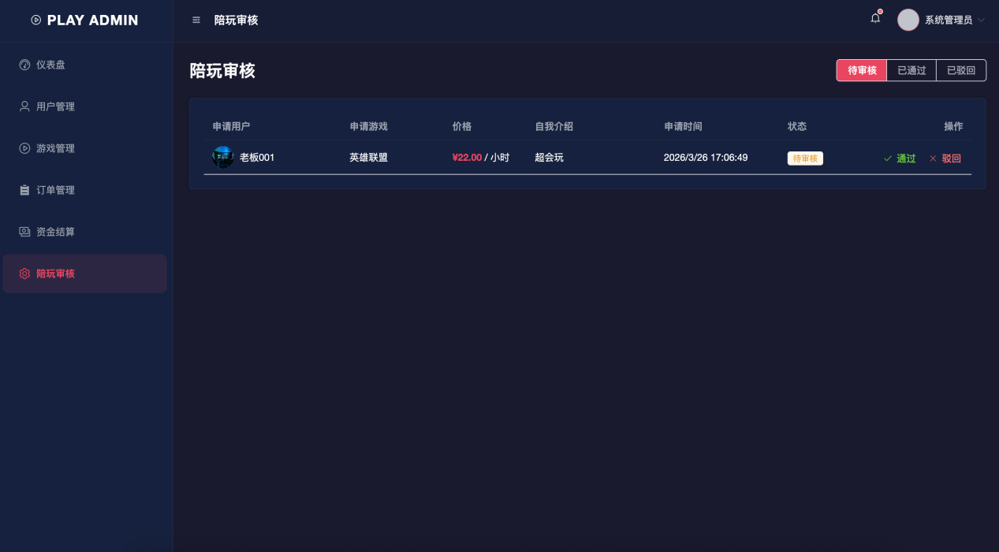 PLAY ADMIN
陪玩审核
系统管理员
仪表盘
用户管理
游戏管理
订单管理
资金结算
陪玩审核
陪玩审核
待审核 已通过 已驳回
申请用户 申请游戏 价格 自我介绍 申请时间 状态 操作
老板001 英雄联盟 ¥22.00 / 小时 超会玩 2026/3/26 17:06:49 待审核 通过 驳回